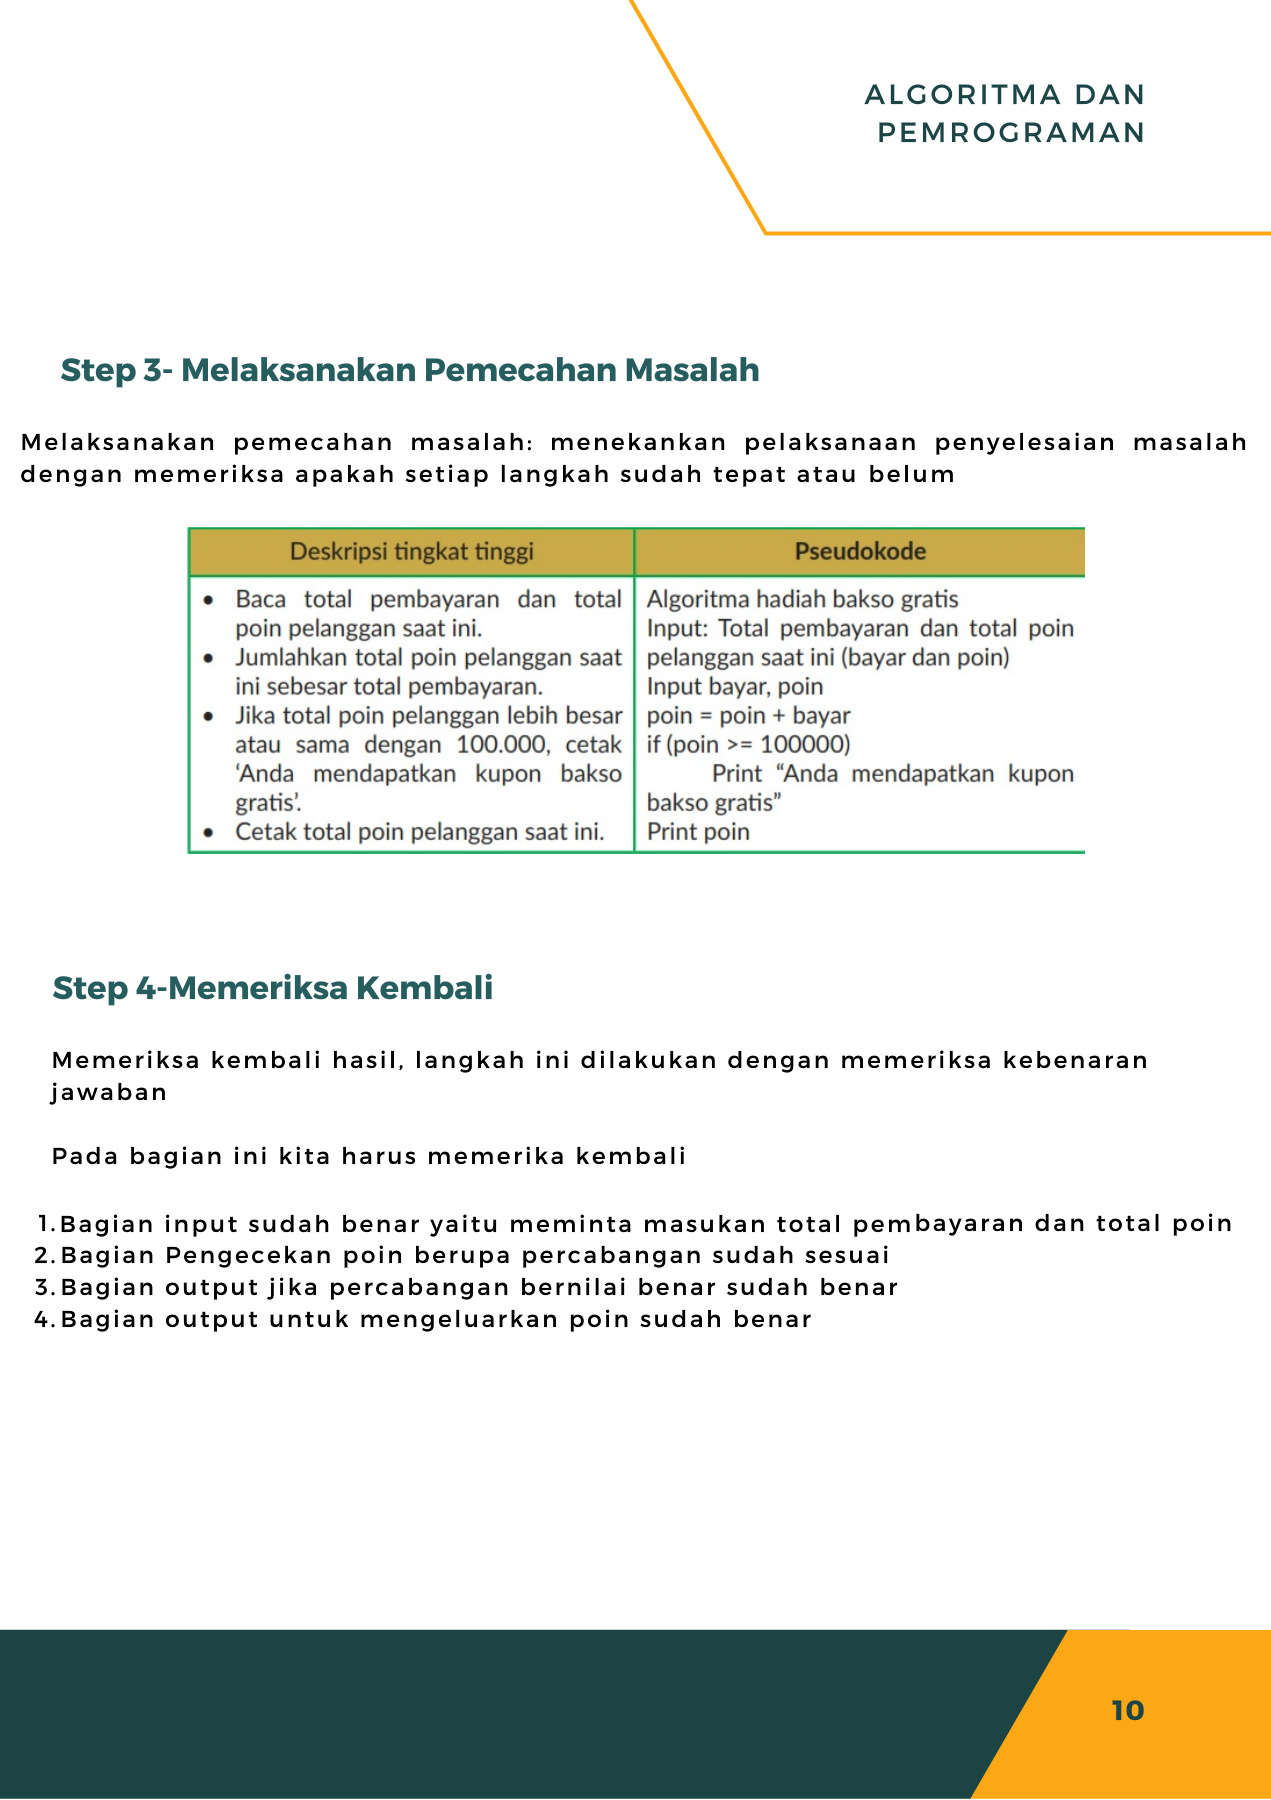 ALGORITMA DAN
PEMROGRAMAN
Step 3- Melaksanakan Pemecahan Masalah
Melaksanakan pemecahan masalah: menekankan pelaksanaan penyelesaian masalah
dengan memeriksa apakah setiap langkah sudah tepat atau belum
Deskripsi tingkat tinggi
• Baca total pembayaran dan total
poin pelanggan saat ini.
• Jumlahkan total poin pelanggan saat
ini sebesar total pembayaran.
• Jika total poin pelanggan lebih besar
atau sama dengan 100.000, cetak
‘Anda mendapatkan kupon bakso
gratis’.
• Cetak total poin pelanggan saat ini.
Pseudokode
Algoritma hadiah bakso gratis
Input: Total pembayaran dan total poin
pelanggan saat ini (bayar dan poin)
Input bayar, poin
poin = poin + bayar
if (poin >= 100000)
Print “Anda mendapatkan kupon
bakso gratis”
Print poin
Step 4-Memeriksa Kembali
Memeriksa kembali hasil, langkah ini dilakukan dengan memeriksa kebenaran
jawaban
Pada bagian ini kita harus memerika kembali
1. Bagian input sudah benar yaitu meminta masukan total pembayaran dan total poin
2. Bagian Pengecekan poin berupa percabangan sudah sesuai
3. Bagian output jika percabangan bernilai benar sudah benar
4. Bagian output untuk mengeluarkan poin sudah benar
10